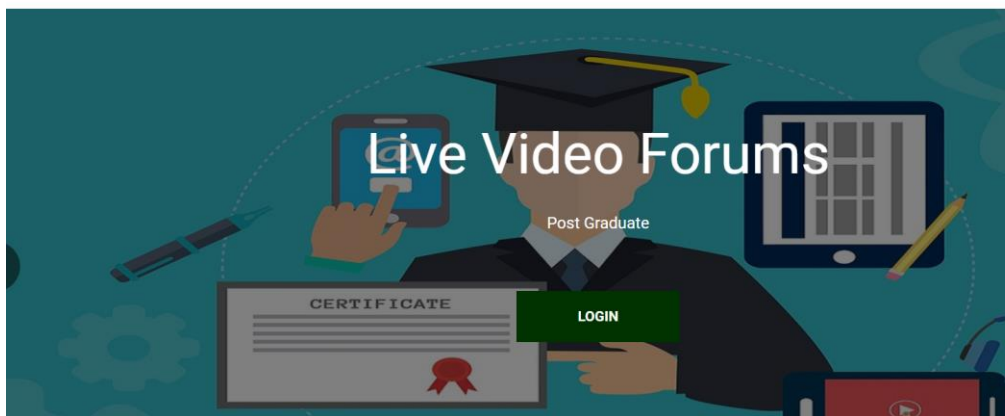 @
Live Video Forums
Post Graduate
CERTIFICATE
LOGIN